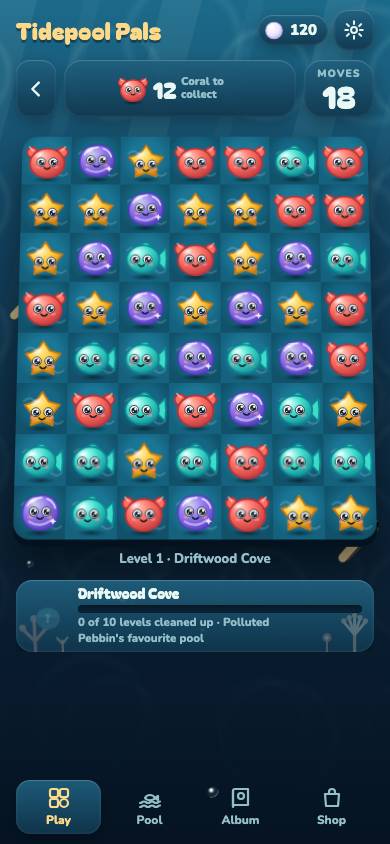 Tidepool Pals
120
12 Coral to
collect
MOVES
18
Level 1 · Driftwood Cove
Driftwood Cove
0 of 10 levels cleaned up · Polluted
Pebbin's favourite pool
Play
Pool
Album
Shop